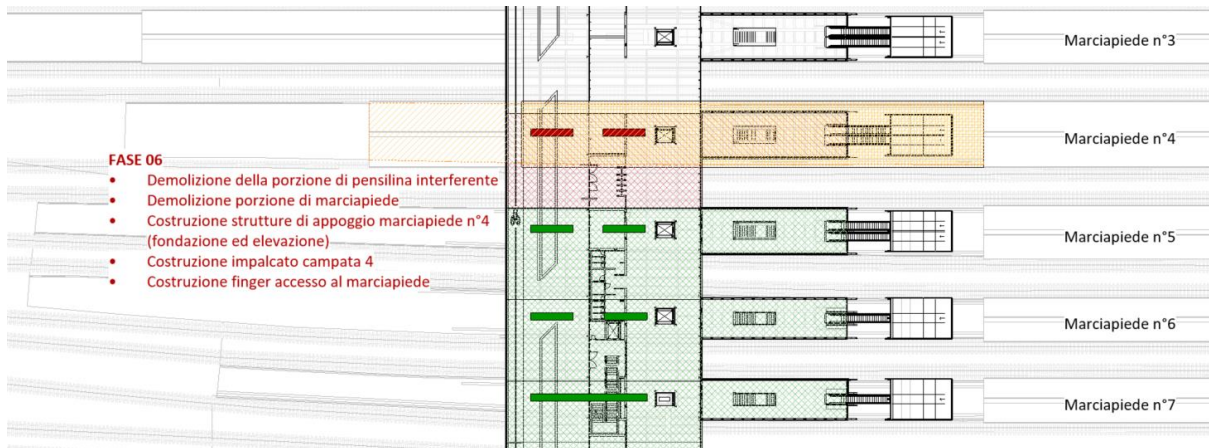 Marciapiede n°3
Marciapiede n°4
FASE 06
• Demolizione della porzione di pensilina interferente
• Demolizione porzione di marciapiede
• Costruzione strutture di appoggio marciapiede n°4
(fondazione ed elevazione)
• Costruzione impalcato campata 4
• Costruzione finger accesso al marciapiede
Marciapiede n°5
Marciapiede n°6
Marciapiede n°7